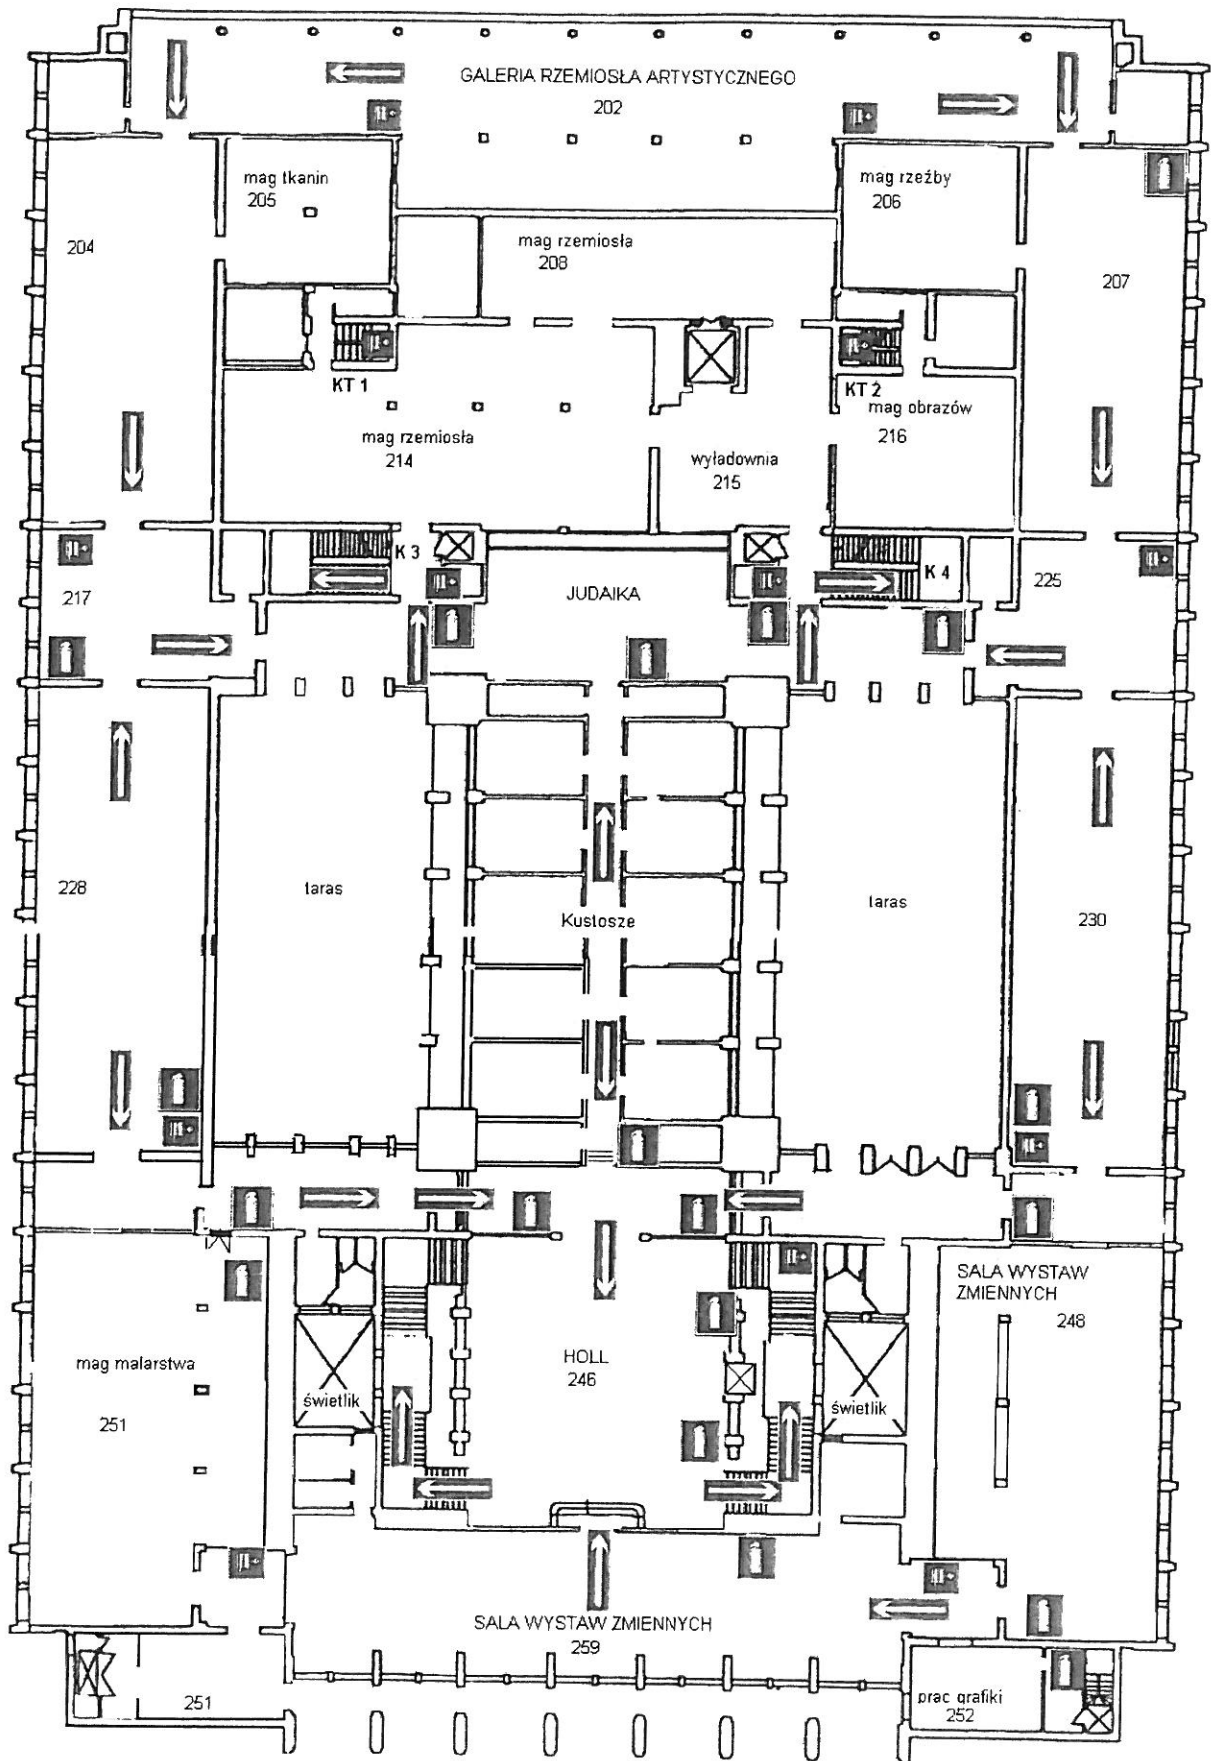 GALERIA RZEMIOSŁA ARTYSTYCZNEGO
202
mag tkanin
205
mag rzeźby
206
204
mag rzemiosła
208
207
KT 1
KT 2
mag obrazów
216
mag rzemiosła
214
wyładownia
215
K 3
K 4
217
JUDAIKA
225
228
taras
Kustosze
taras
230
SALA WYSTAW
ZMIENNYCH
248
mag malarstwa
251
HOLL
246
świetlik
świetlik
SALA WYSTAW ZMIENNYCH
259
251
prac grafiki
252